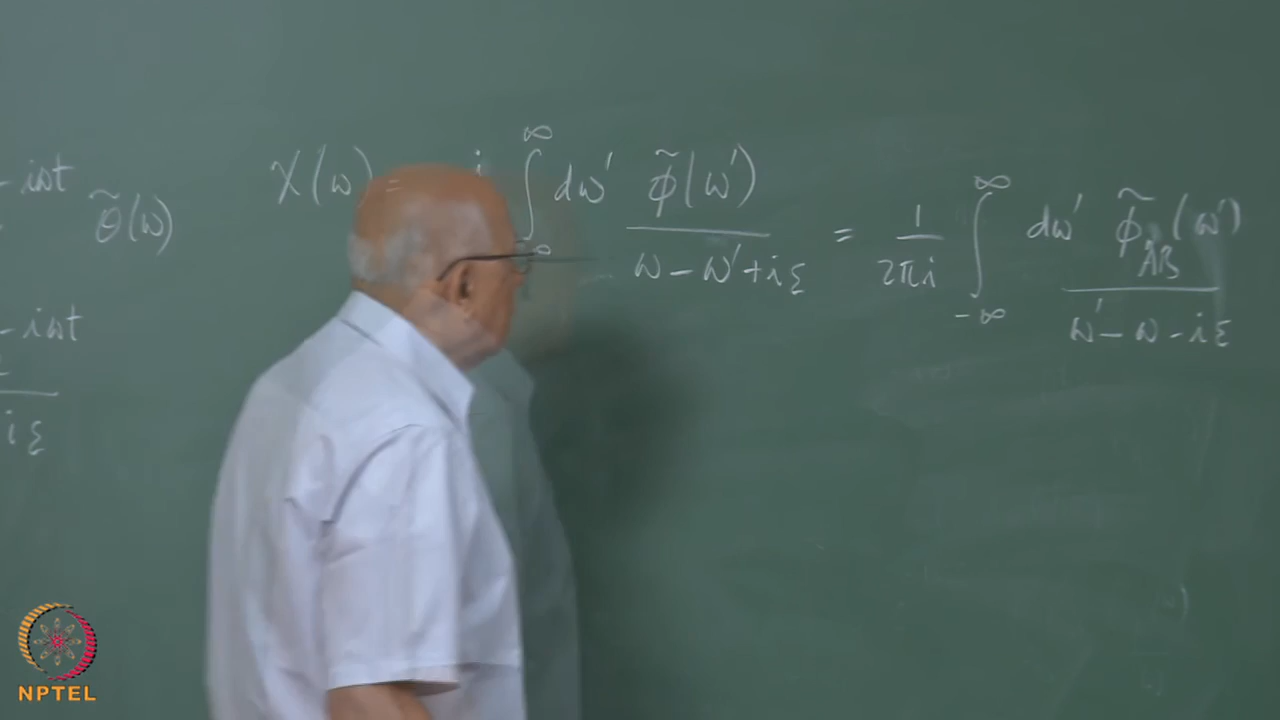 - iωt
θ̃(ω)
- iωt
iε
χ(ω) = i ∫_{-∞}^{∞} dω' φ̃(ω') / (ω - ω' + iε) = 1/(2πi) ∫_{-∞}^{∞} dω' φ̃_{AB}(ω') / (ω' - ω - iε)
NPTEL